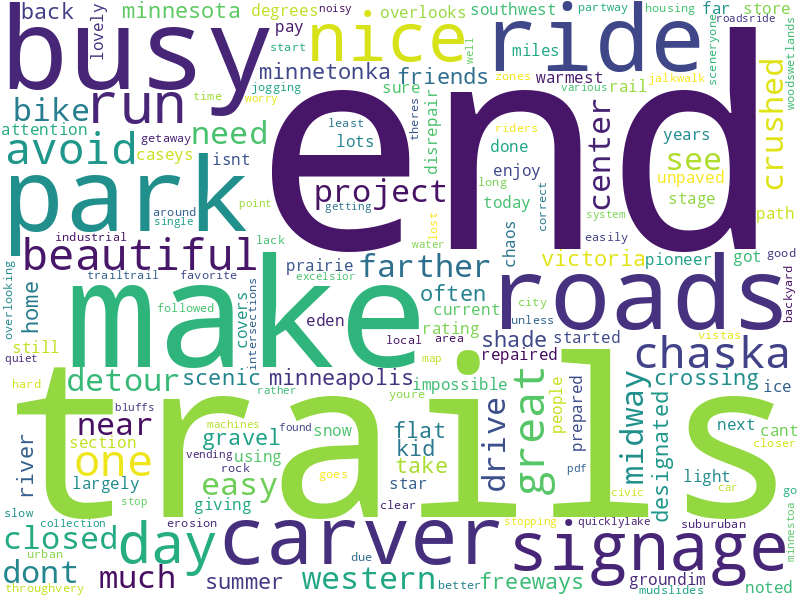 back
minnesota
degrees
noisy
partway
housing
far
store
roadsride
lovely
overlooks
southwest
busy
nice
ride
pay
start
miles
sceneryone
woodswetlands
minnetonka
friends
well
warmest
zones
various
rail
jalkwalk
crushed
bike
run
jogging
sure
end
time
worry
theres
attention
getaway
need
least
riders
years
avoid
caseys
isnt
lots
disrepair
done
center
see
park
project
enjoy
unpaved
around
single
point
getting
long
today
correct
stage
path
industrial
lack
water
lost
system
chaos
easily
beautiful
prairie
farther
victoria
pioneer
got
good
overlooking
trailtrail
favorite
excelsior
make
often
roads
backyard
home
followed
covers
intersections
eden
current
city
unless
rating
local
area
shade
started
vistas
still
quiet
map
repaired
chaska
hard
detour
scenic
minneapolis
impossible
crossing
ice
rather
youre
trails
great
people
prepared
midway
designated
near
bluffs
machines
found
flat
drive
next
cant
river
one
section
gravel
snow
kid
using
take
closer
vending
rock
goes
star
pdf
light
car
go
largely
easy
giving
clear
civic
slow
collection
stop
erosion
carver
stopping
quicklylake
suburuban
signage
minnestoa
closed
day
urban
due
dont
much
summer
western
better
freeways
groundim
mudslides
noted
throughvery